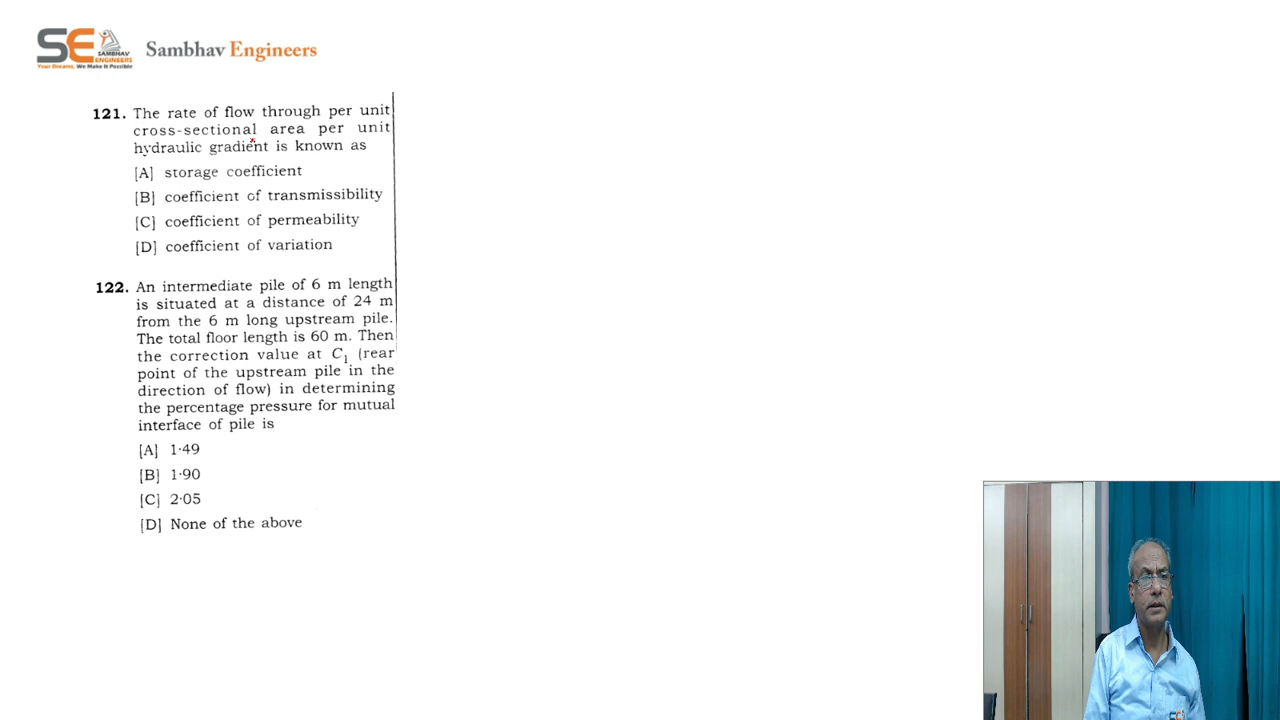 SE
SAMBHAV
ENGINEERS
Your Dreams, We Make It Possible
Sambhav Engineers
121. The rate of flow through per unit
cross-sectional area per unit
hydraulic gradient is known as
[A] storage coefficient
[B] coefficient of transmissibility
[C] coefficient of permeability
[D] coefficient of variation
122. An intermediate pile of 6 m length
is situated at a distance of 24 m
from the 6 m long upstream pile.
The total floor length is 60 m. Then
the correction value at C₁ (rear
point of the upstream pile in the
direction of flow) in determining
the percentage pressure for mutual
interface of pile is
[A] 1·49
[B] 1·90
[C] 2·05
[D] None of the above